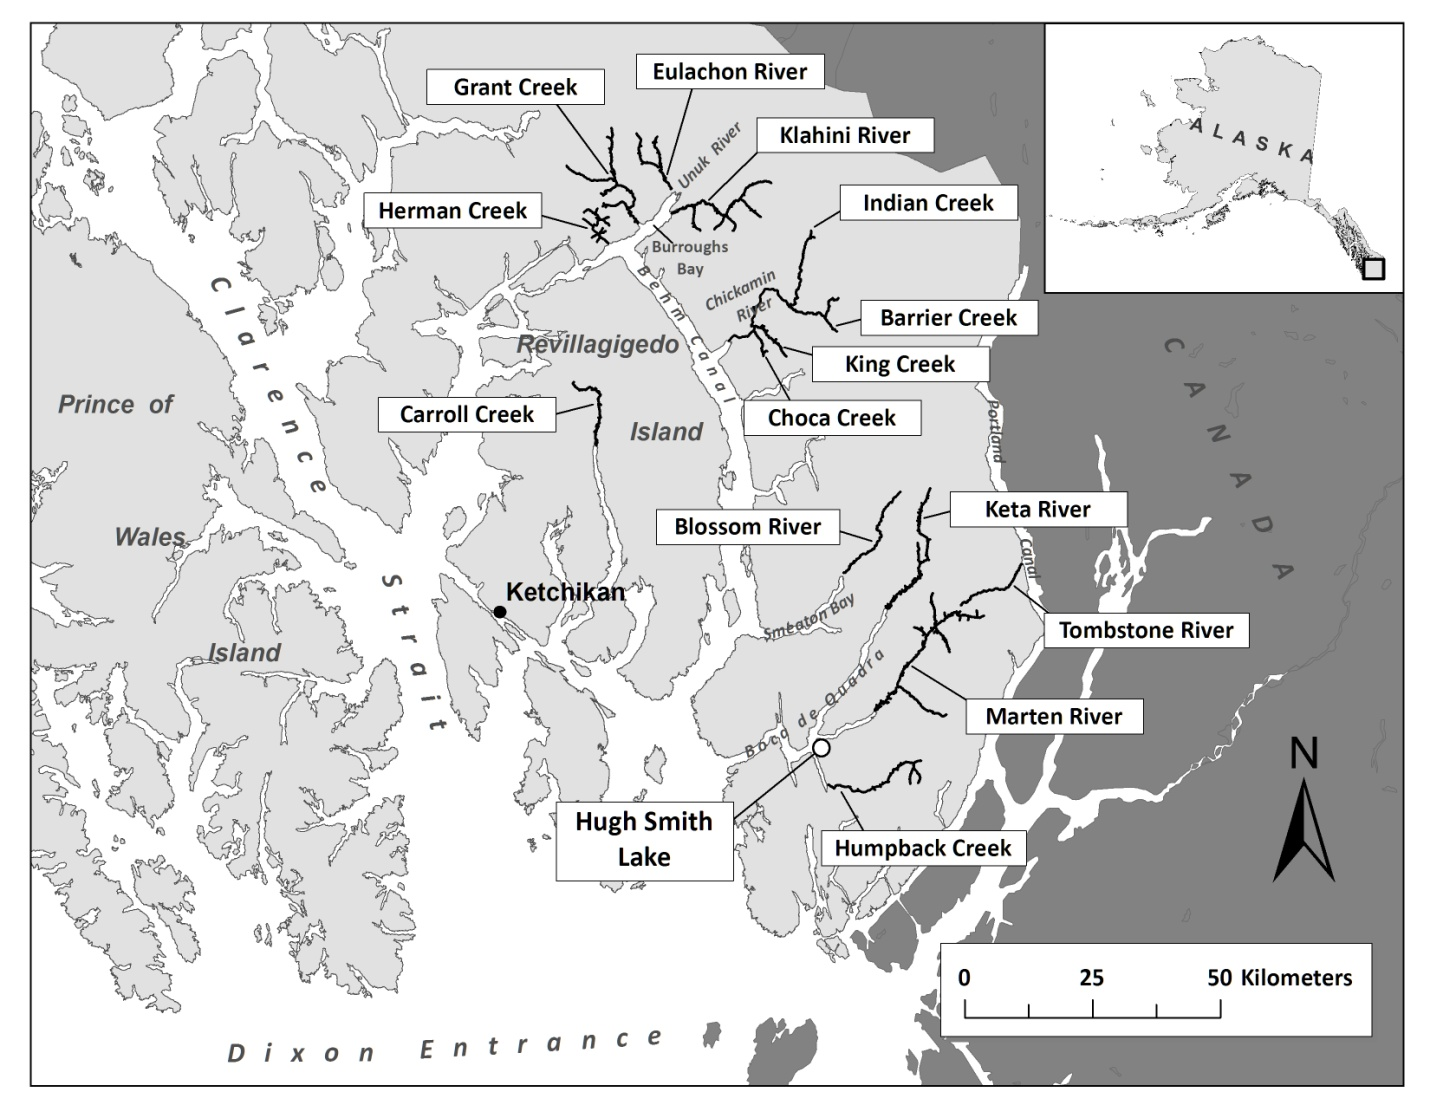 Grant Creek
Eulachon River
Klahini River
Unuk River
ALASKA
Herman Creek
Indian Creek
Burroughs
Bay
Behm Canal
Chickamin
River
Clarence
Strait
Barrier Creek
Revillagigedo
Island
King Creek
CANADA
Prince of
Wales
Island
Carroll Creek
Choca Creek
Portland
Canal
Blossom River
Keta River
Ketchikan
Smeaton Bay
Tombstone River
Boca de Quadra
Marten River
N
Hugh Smith
Lake
Humpback Creek
0 25 50 Kilometers
Dixon Entrance